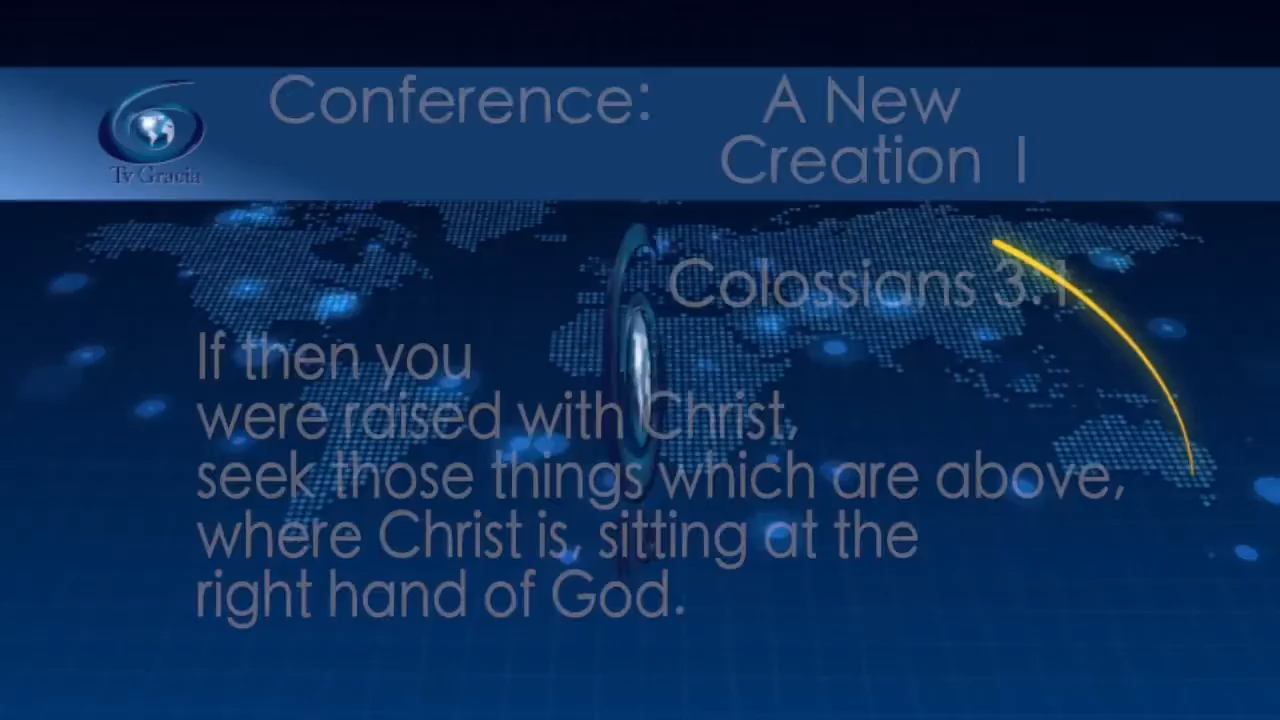 Conference: A New
Creation I
Tv Gracia
Colossians 3:1
If then you
were raised with Christ,
seek those things which are above,
where Christ is, sitting at the
right hand of God.